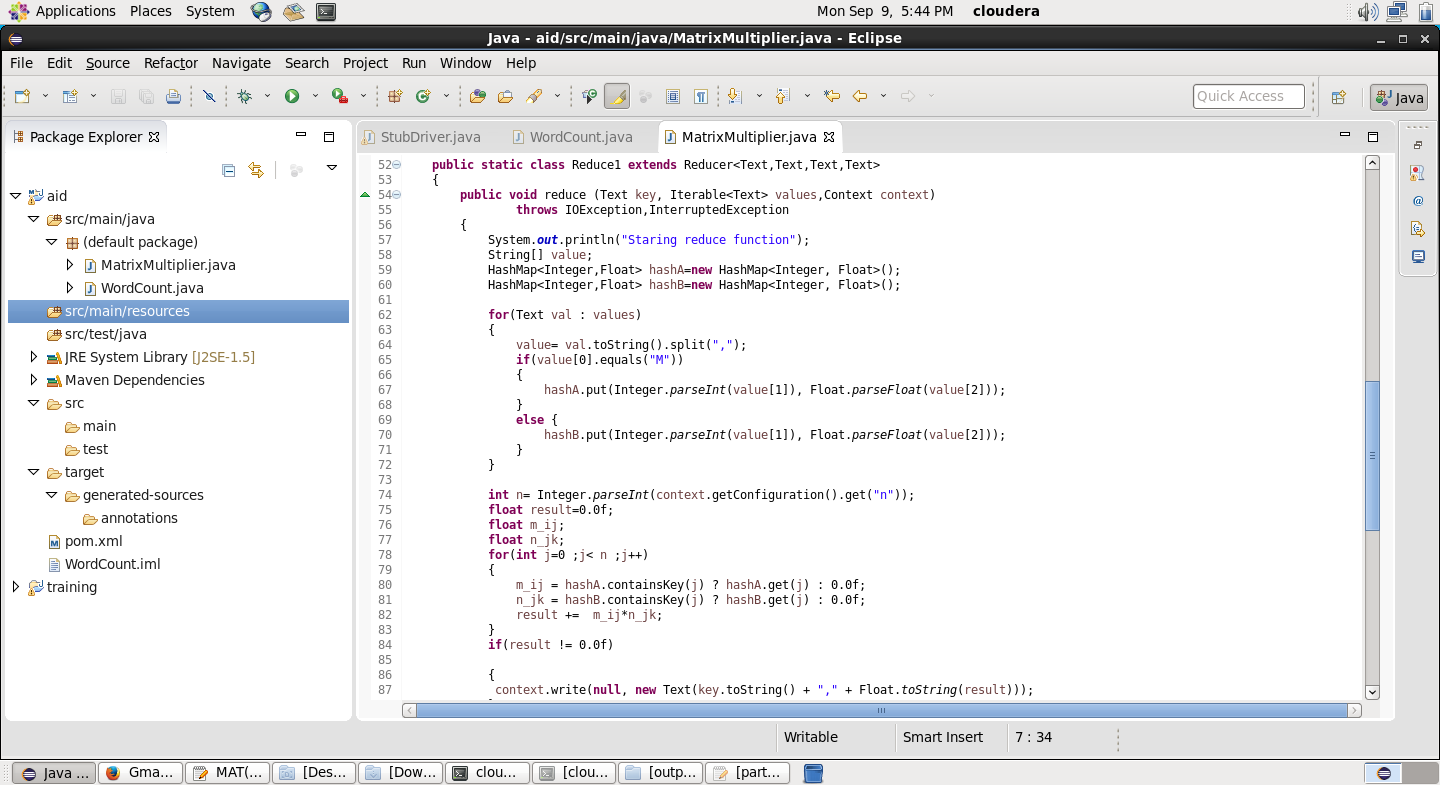 Applications Places System Mon Sep 9, 5:44 PM cloudera
Java - aid/src/main/java/MatrixMultiplier.java - Eclipse
File Edit Source Refactor Navigate Search Project Run Window Help
Quick Access Java
Package Explorer
aid
src/main/java
(default package)
MatrixMultiplier.java
WordCount.java
src/main/resources
src/test/java
JRE System Library [J2SE-1.5]
Maven Dependencies
src
main
test
target
generated-sources
annotations
pom.xml
WordCount.iml
training
StubDriver.java WordCount.java MatrixMultiplier.java
52 public static class Reduce1 extends Reducer<Text,Text,Text,Text>
53 {
54 public void reduce (Text key, Iterable<Text> values,Context context)
55 throws IOException,InterruptedException
56 {
57 System.out.println("Staring reduce function");
58 String[] value;
59 HashMap<Integer,Float> hashA=new HashMap<Integer, Float>();
60 HashMap<Integer,Float> hashB=new HashMap<Integer, Float>();
61
62 for(Text val : values)
63 {
64 value= val.toString().split(",");
65 if(value[0].equals("M"))
66 {
67 hashA.put(Integer.parseInt(value[1]), Float.parseFloat(value[2]));
68 }
69 else {
70 hashB.put(Integer.parseInt(value[1]), Float.parseFloat(value[2]));
71 }
72 }
73
74 int n= Integer.parseInt(context.getConfiguration().get("n"));
75 float result=0.0f;
76 float m_ij;
77 float n_jk;
78 for(int j=0 ;j< n ;j++)
79 {
80 m_ij = hashA.containsKey(j) ? hashA.get(j) : 0.0f;
81 n_jk = hashB.containsKey(j) ? hashB.get(j) : 0.0f;
82 result += m_ij*n_jk;
83 }
84 if(result != 0.0f)
85
86 {
87 context.write(null, new Text(key.toString() + "," + Float.toString(result)));
Writable Smart Insert 7 : 34
Java ... Gma... MAT(... [Des... [Dow... clou... [clou... [outp... [part...